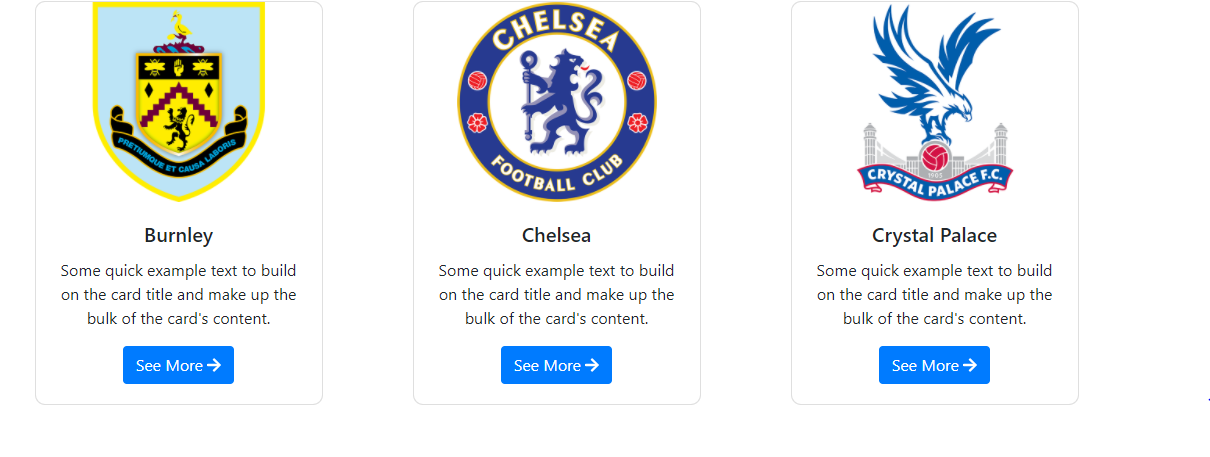 PRETIUMQUE ET CAUSA LABORIS
CHELSEA
FOOTBALL CLUB
1905
CRYSTAL PALACE F.C.
Burnley
Chelsea
Crystal Palace
Some quick example text to build
on the card title and make up the
bulk of the card's content.
Some quick example text to build
on the card title and make up the
bulk of the card's content.
Some quick example text to build
on the card title and make up the
bulk of the card's content.
See More
See More
See More